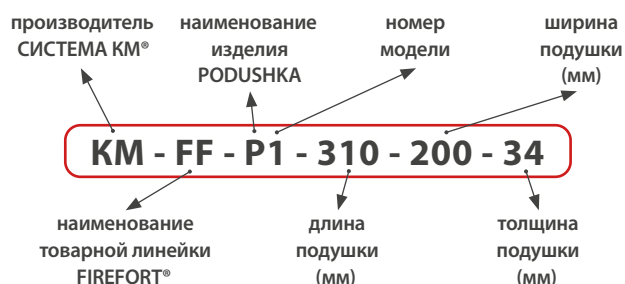 производитель
СИСТЕМА КМ®
наименование
изделия
PODUSHKA
номер
модели
ширина
подушки
(мм)
КМ - FF - P1 - 310 - 200 - 34
наименование
товарной линейки
FIREFORT®
длина
подушки
(мм)
толщина
подушки
(мм)